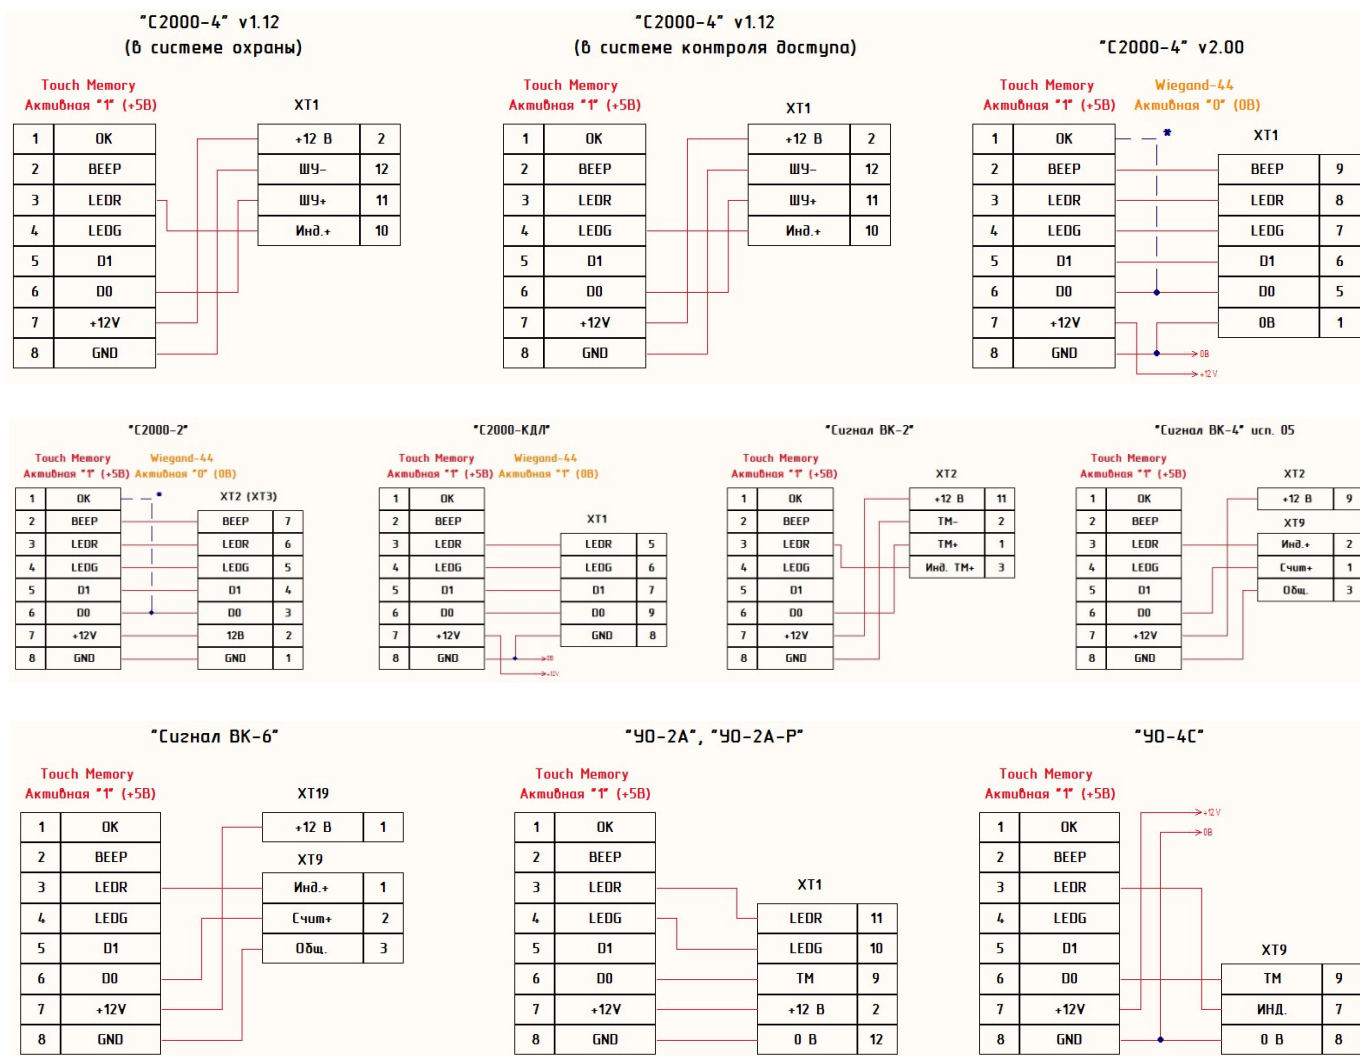 "С2000-4" v1.12
(в системе охраны)
Touch Memory
Активная "1" (+5В)
XT1
1 OK
2 BEEP
3 LEDR
4 LEDG
5 D1
6 D0
7 +12V
8 GND
+12 В 2
ШУ- 12
ШУ+ 11
Инд.+ 10
"С2000-4" v1.12
(в системе контроля доступа)
Touch Memory
Активная "1" (+5В)
XT1
1 OK
2 BEEP
3 LEDR
4 LEDG
5 D1
6 D0
7 +12V
8 GND
+12 В 2
ШУ- 12
ШУ+ 11
Инд.+ 10
"С2000-4" v2.00
Touch Memory
Активная "1" (+5В)
Wiegand-44
Активная "0" (0В)
*
XT1
1 OK
2 BEEP
3 LEDR
4 LEDG
5 D1
6 D0
7 +12V
8 GND
BEEP 9
LEDR 8
LEDG 7
D1 6
D0 5
0В 1
0В
+12V
"С2000-2"
Touch Memory
Активная "1" (+5В)
Wiegand-44
Активная "0" (0В)
*
XT2 (XT3)
1 OK
2 BEEP
3 LEDR
4 LEDG
5 D1
6 D0
7 +12V
8 GND
BEEP 7
LEDR 6
LEDG 5
D1 4
D0 3
12В 2
GND 1
"С2000-КДЛ"
Touch Memory
Активная "1" (+5В)
Wiegand-44
Активная "1" (0В)
XT1
1 OK
2 BEEP
3 LEDR
4 LEDG
5 D1
6 D0
7 +12V
8 GND
LEDR 5
LEDG 6
D1 7
D0 9
GND 8
0В
+12V
"Сигнал ВК-2"
Touch Memory
Активная "1" (+5В)
XT2
1 OK
2 BEEP
3 LEDR
4 LEDG
5 D1
6 D0
7 +12V
8 GND
+12 В 11
ТМ- 2
ТМ+ 1
Инд. ТМ+ 3
"Сигнал ВК-4" исп. 05
Touch Memory
Активная "1" (+5В)
XT2
1 OK
2 BEEP
3 LEDR
4 LEDG
5 D1
6 D0
7 +12V
8 GND
+12 В 9
XT9
Инд.+ 2
Счит+ 1
Общ. 3
"Сигнал ВК-6"
Touch Memory
Активная "1" (+5В)
XT19
1 OK
2 BEEP
3 LEDR
4 LEDG
5 D1
6 D0
7 +12V
8 GND
+12 В 1
XT9
Инд.+ 1
Счит+ 2
Общ. 3
"УО-2А", "УО-2А-Р"
Touch Memory
Активная "1" (+5В)
1 OK
2 BEEP
3 LEDR
4 LEDG
5 D1
6 D0
7 +12V
8 GND
XT1
LEDR 11
LEDG 10
ТМ 9
+12 В 2
0 В 12
"УО-4С"
Touch Memory
Активная "1" (+5В)
1 OK
2 BEEP
3 LEDR
4 LEDG
5 D1
6 D0
7 +12V
8 GND
+12V
0В
XT9
ТМ 9
ИНД. 7
0 В 8